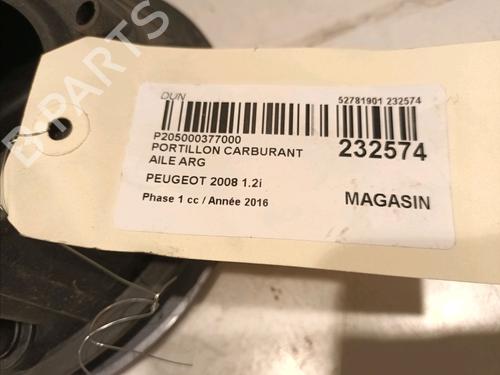 DUN
52781901 232574
P205000377000
PORTILLON CARBURANT
AILE ARG
232574
PEUGEOT 2008 1.2i
Phase 1 cc / Année 2016
MAGASIN
B-PARTS